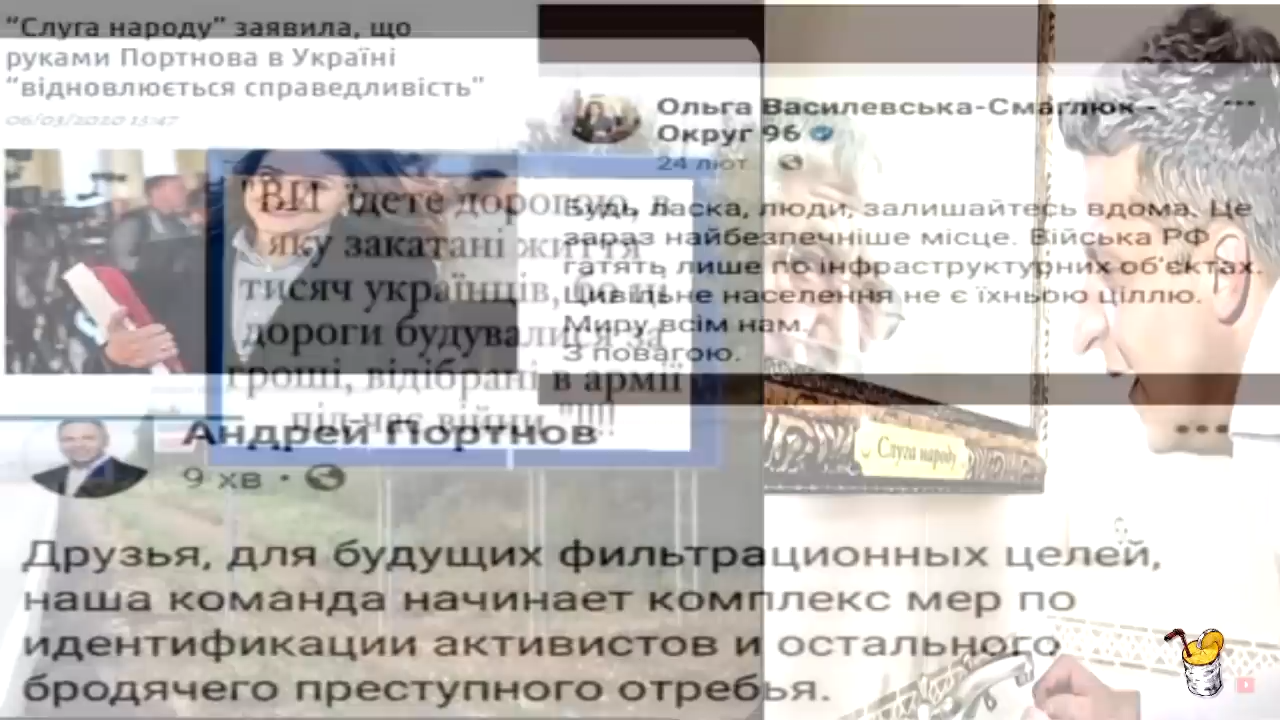 “Слуга народу” заявила, що
руками Портнова в Україні
“відновлюється справедливість”
06/03/2020 13:47
Ольга Василевська-Смаглюк -
Округ 96
24 лют
Будь ласка, люди, залишайтесь вдома. Це
зараз найбезпечніше місце. Війська РФ
гатять лише по інфраструктурних об'єктах.
Цивільне населення не є їхньою ціллю.
Миру всім нам.
З повагою.
"ВИ їдете дорогою, в
яку закатані життя
тисяч українців, бо ці
дороги будувалися за
гроші, відібрані в армії
під час війни "!!!!
Слуга народу
Андрей Портнов
9 хв ·
Друзья, для будущих фильтрационных целей,
наша команда начинает комплекс мер по
идентификации активистов и остального
бродячего преступного отребья.